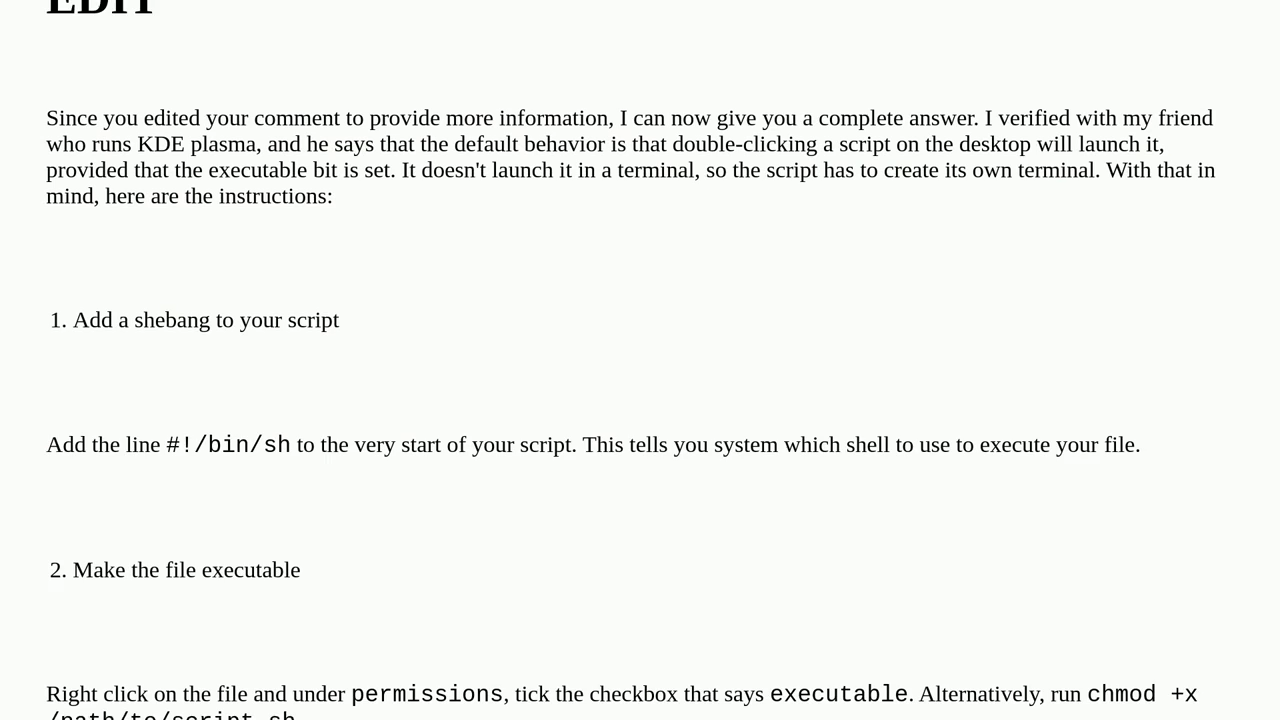 EDIT
Since you edited your comment to provide more information, I can now give you a complete answer. I verified with my friend
who runs KDE plasma, and he says that the default behavior is that double-clicking a script on the desktop will launch it,
provided that the executable bit is set. It doesn't launch it in a terminal, so the script has to create its own terminal. With that in
mind, here are the instructions:
1. Add a shebang to your script
Add the line #!/bin/sh to the very start of your script. This tells you system which shell to use to execute your file.
2. Make the file executable
Right click on the file and under permissions, tick the checkbox that says executable. Alternatively, run chmod +x
/path/to/script.sh